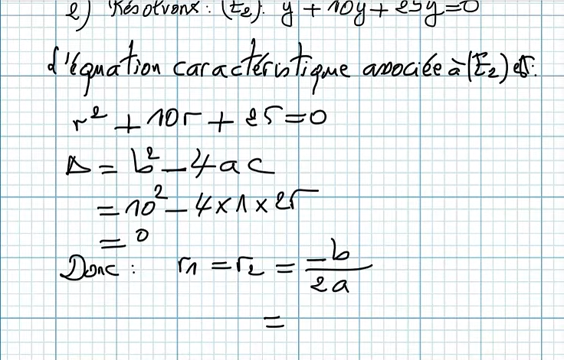 2) Résolvons : (E₂): y + 10y + 25y = 0
L'équation caractéristique associée à (E₂) est:
r² + 10r + 25 = 0
Δ = b² - 4ac
= 10² - 4 × 1 × 25
= 0
Donc : r1 = r2 = -b / 2a
=